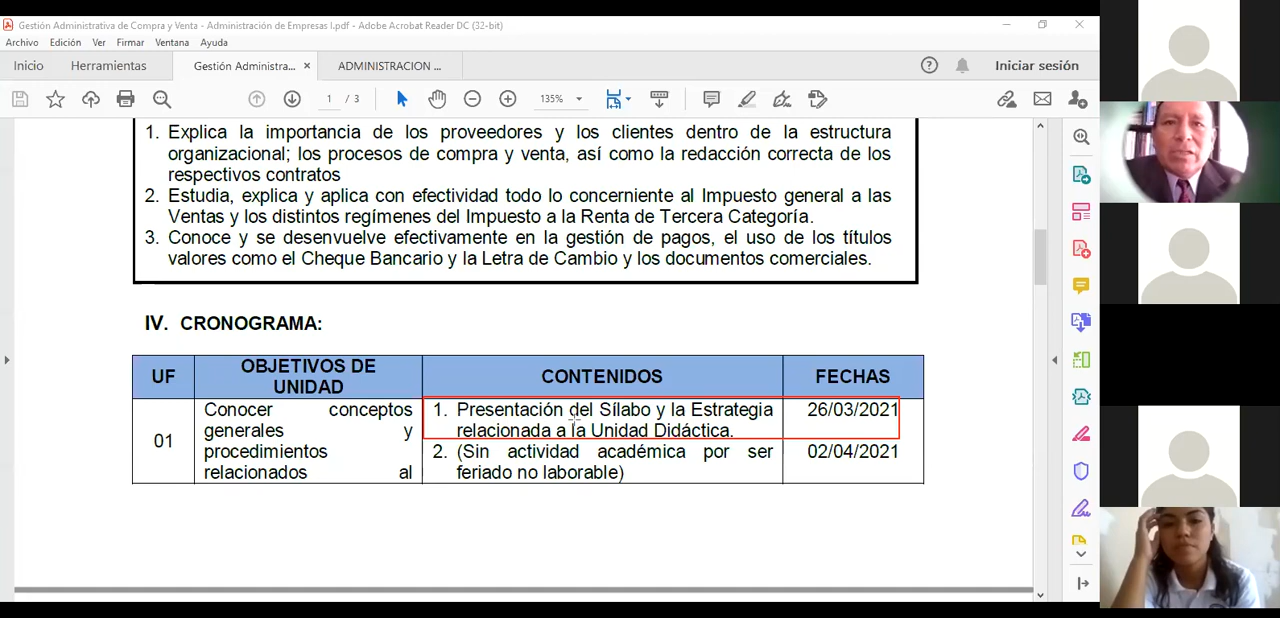 Gestión Administrativa de Compra y Venta - Administración de Empresas I.pdf - Adobe Acrobat Reader DC (32-bit)
Archivo Edición Ver Firmar Ventana Ayuda
Inicio Herramientas Gestión Administra... × ADMINISTRACION ... Iniciar sesión
1 / 3 135%
1. Explica la importancia de los proveedores y los clientes dentro de la estructura
organizacional; los procesos de compra y venta, así como la redacción correcta de los
respectivos contratos
2. Estudia, explica y aplica con efectividad todo lo concerniente al Impuesto general a las
Ventas y los distintos regímenes del Impuesto a la Renta de Tercera Categoría.
3. Conoce y se desenvuelve efectivamente en la gestión de pagos, el uso de los títulos
valores como el Cheque Bancario y la Letra de Cambio y los documentos comerciales.
IV. CRONOGRAMA:
UF
OBJETIVOS DE
UNIDAD
CONTENIDOS
FECHAS
01
Conocer conceptos
generales y
procedimientos
relacionados al
1. Presentación del Sílabo y la Estrategia
relacionada a la Unidad Didáctica.
26/03/2021
2. (Sin actividad académica por ser
feriado no laborable)
02/04/2021